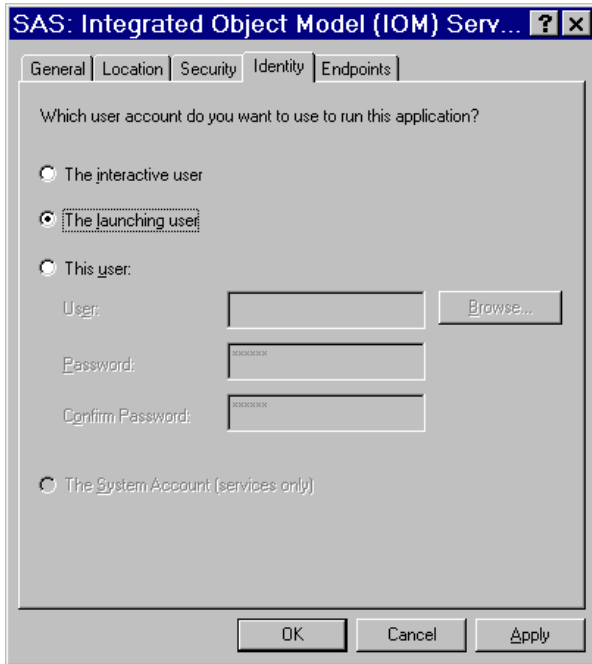 SAS: Integrated Object Model (IOM) Serv... ? ×
General Location Security Identity Endpoints
Which user account do you want to use to run this application?
The interactive user
The launching user
This user:
User: Browse...
Password: xxxxxx
Confirm Password: xxxxxx
The System Account (services only)
OK Cancel Apply